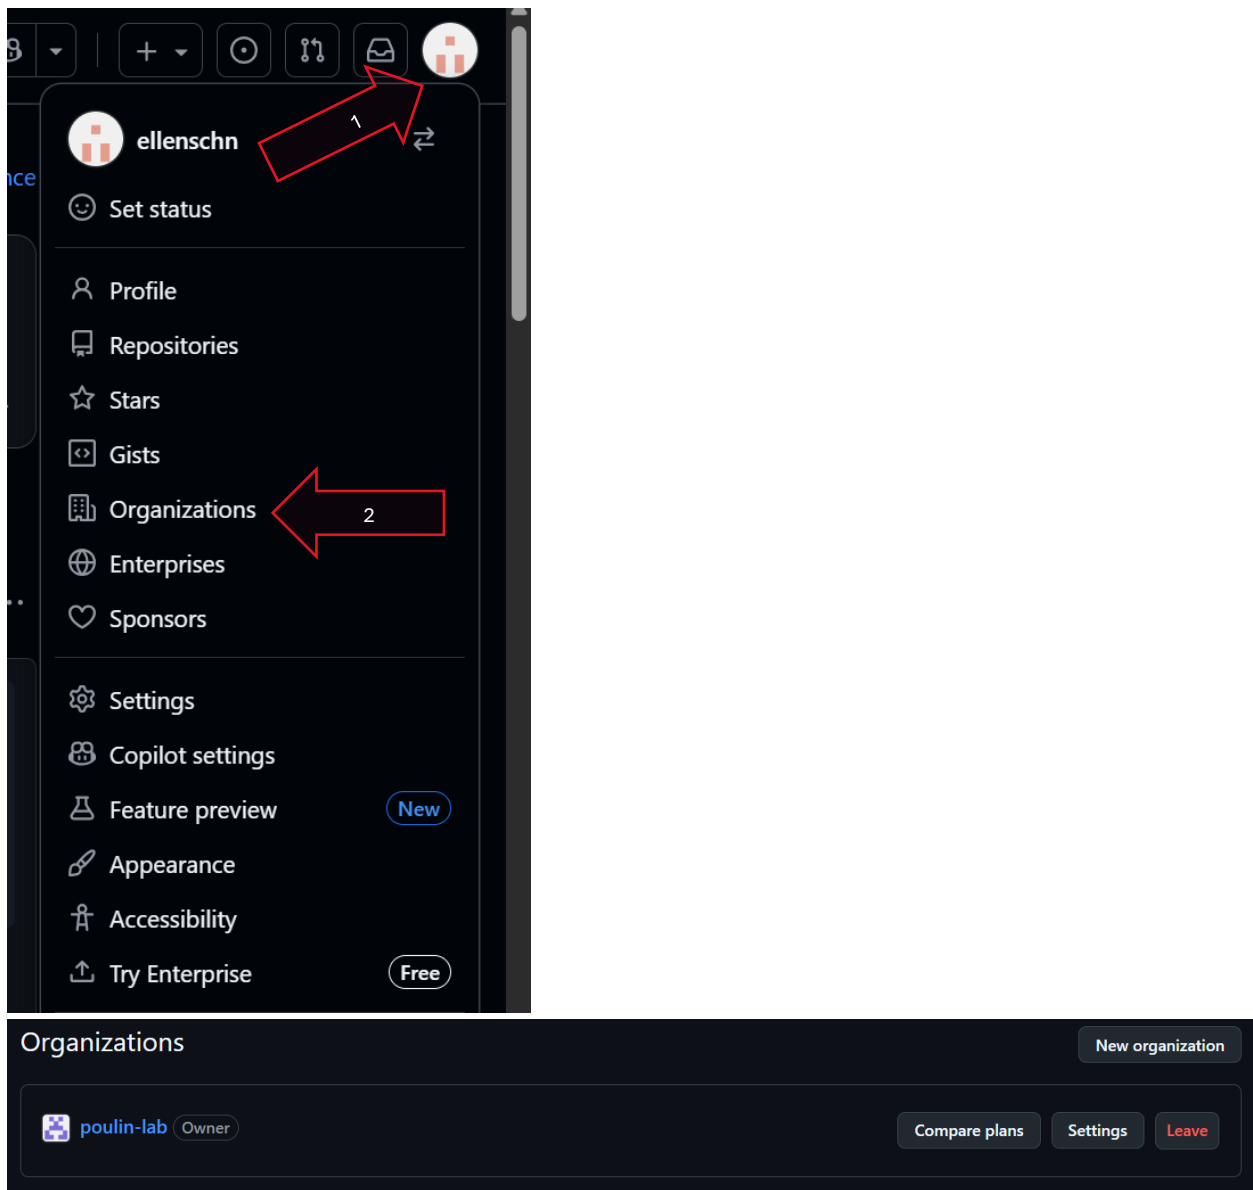 1
ellenschn
nce
Set status
Profile
Repositories
Stars
Gists
Organizations
2
Enterprises
Sponsors
Settings
Copilot settings
Feature preview New
Appearance
Accessibility
Try Enterprise Free
Organizations
New organization
poulin-lab Owner
Compare plans Settings Leave